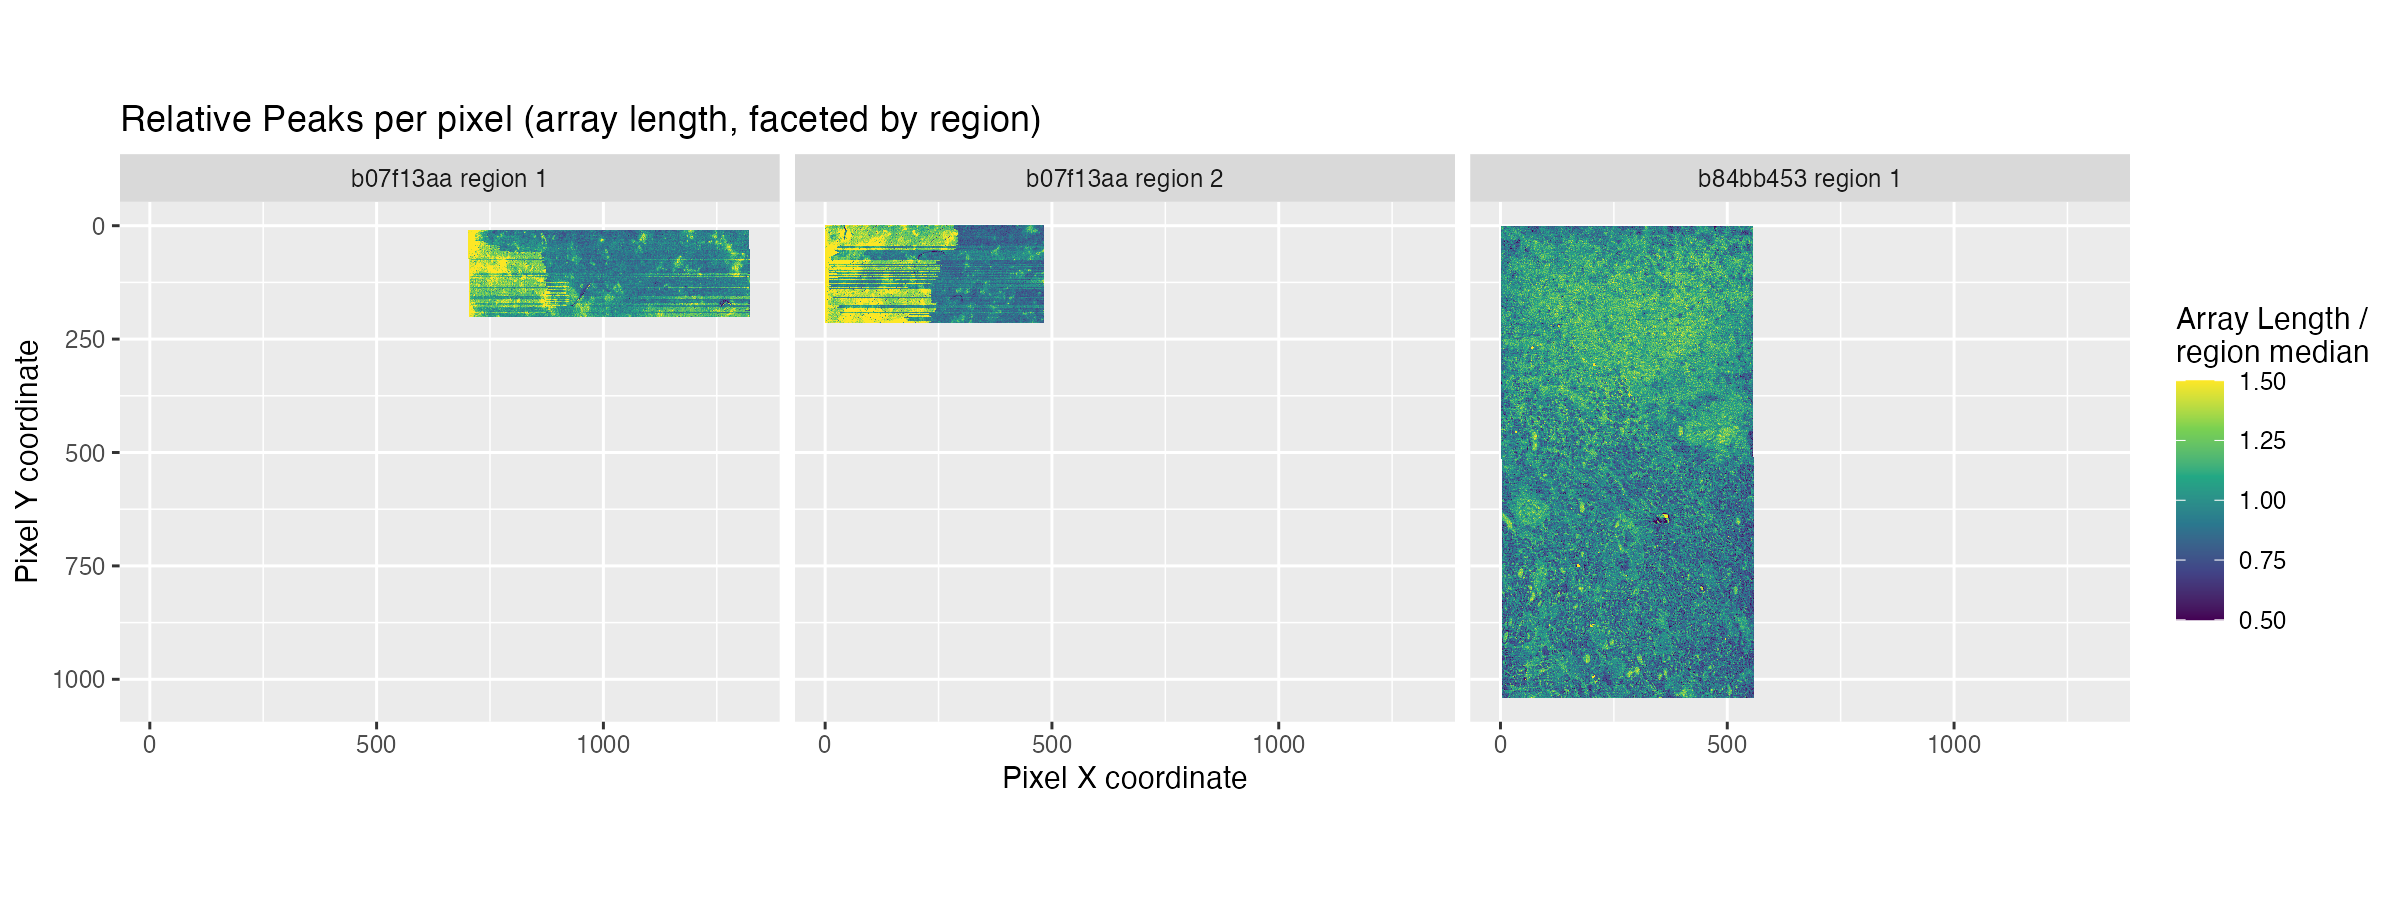 Relative Peaks per pixel (array length, faceted by region)
b07f13aa region 1
b07f13aa region 2
b84bb453 region 1
Pixel Y coordinate
0
250
500
750
1000
0
500
1000
0
500
1000
0
500
1000
Pixel X coordinate
Array Length /
region median
1.50
1.25
1.00
0.75
0.50